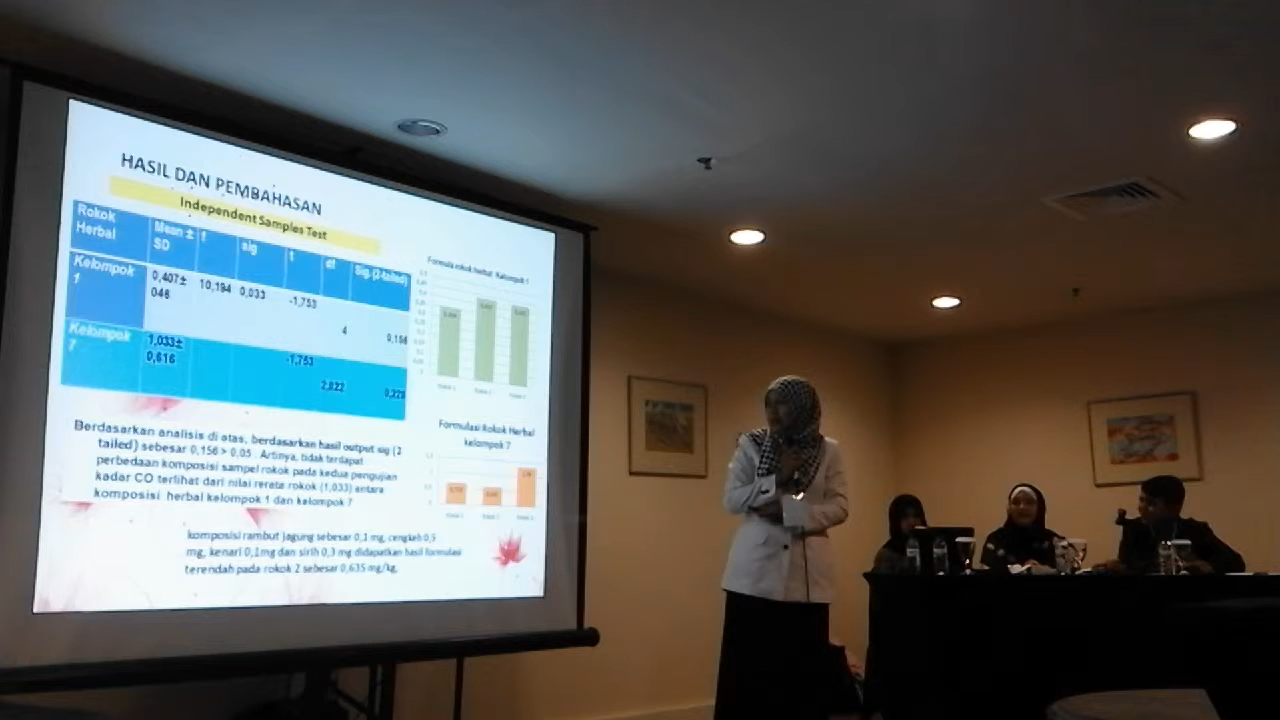 HASIL DAN PEMBAHASAN
Independent Samples Test
Rokok Herbal Mean ± SD f sig t df Sig. (2-tailed)
Kelompok 1 0,407± 046 10,194 0,033 -1,753 4 0,156
Kelompok 7 1,033± 0,616 -1,753 2,022 0,220
Berdasarkan analisis di atas, berdasarkan hasil output sig (2
tailed) sebesar 0,156 > 0,05 . Artinya, tidak terdapat
perbedaan komposisi sampel rokok pada kedua pengujian
kadar CO terlihat dari nilai rerata rokok (1,033) antara
komposisi herbal kelompok 1 dan kelompok 7
komposisi rambut jagung sebesar 0,1 mg, cengkeh 0,5
mg, kenari 0,1mg dan sirih 0,3 mg didapatkan hasil formulasi
terendah pada rokok 2 sebesar 0,635 mg/kg.
Formula rokok herbal Kelompok 1
Formulasi Rokok Herbal
kelompok 7